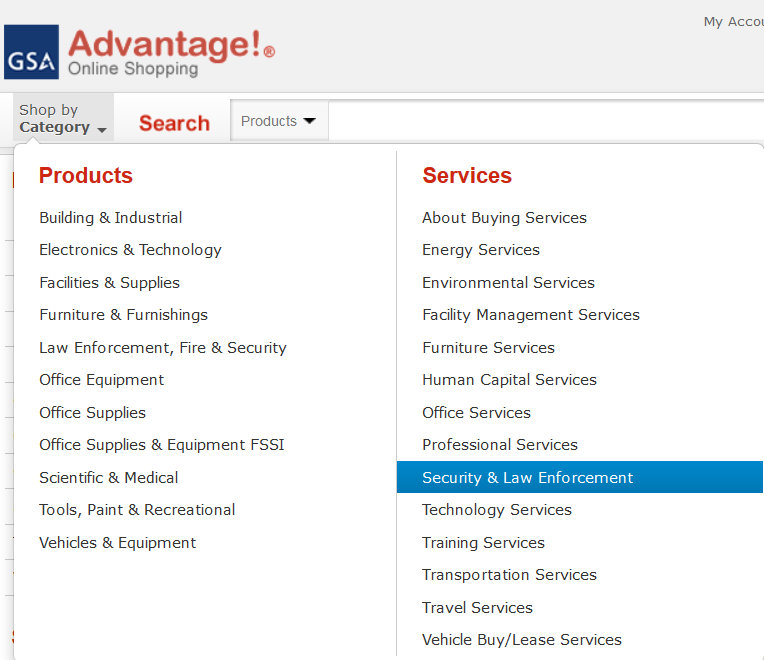 My Accou
GSA
Advantage!®
Online Shopping
Shop by
Category
Search
Products
Products
Building & Industrial
Electronics & Technology
Facilities & Supplies
Furniture & Furnishings
Law Enforcement, Fire & Security
Office Equipment
Office Supplies
Office Supplies & Equipment FSSI
Scientific & Medical
Tools, Paint & Recreational
Vehicles & Equipment
Services
About Buying Services
Energy Services
Environmental Services
Facility Management Services
Furniture Services
Human Capital Services
Office Services
Professional Services
Security & Law Enforcement
Technology Services
Training Services
Transportation Services
Travel Services
Vehicle Buy/Lease Services